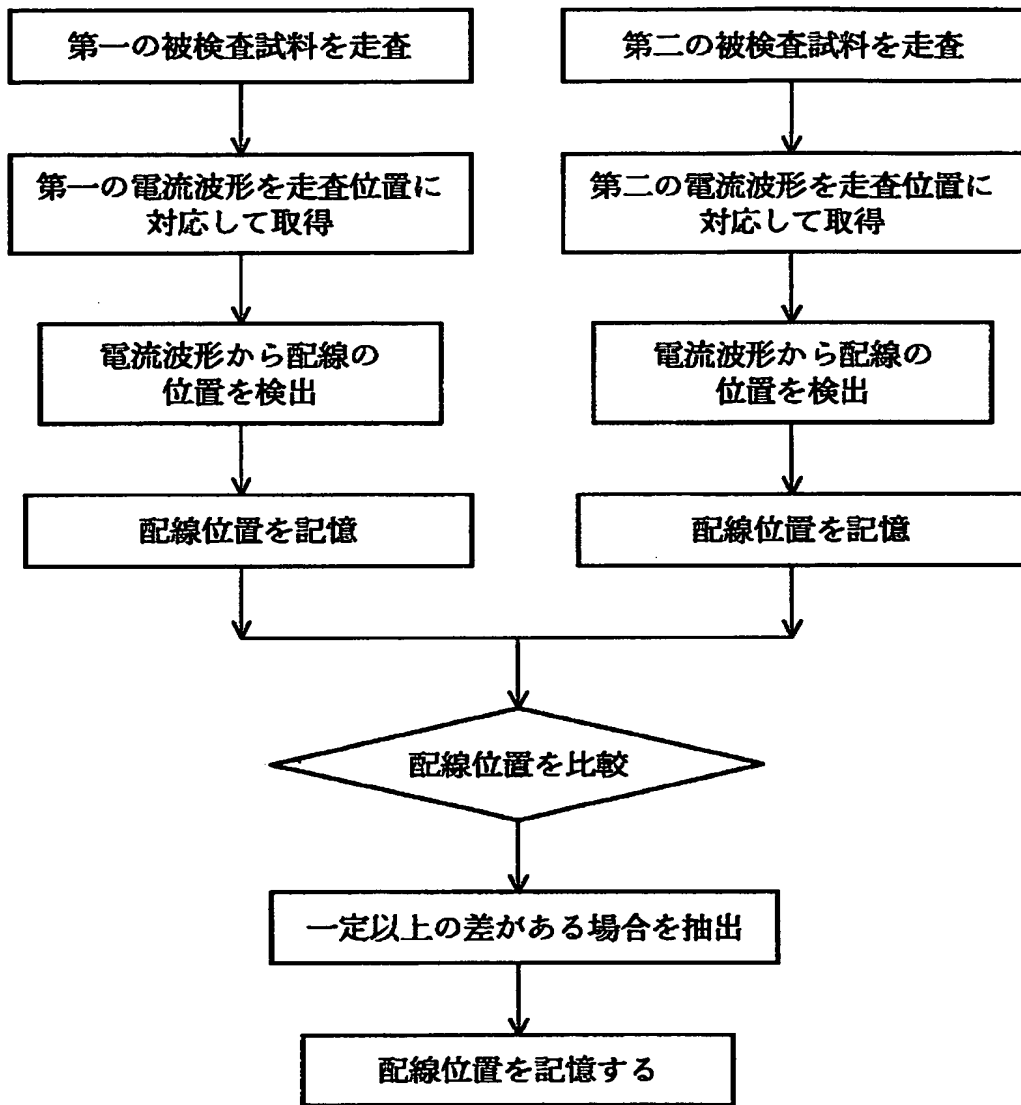 第一の被検査試料を走査
第一の電流波形を走査位置に
対応して取得
電流波形から配線の
位置を検出
配線位置を記憶
第二の被検査試料を走査
第二の電流波形を走査位置に
対応して取得
電流波形から配線の
位置を検出
配線位置を記憶
配線位置を比較
一定以上の差がある場合を抽出
配線位置を記憶する